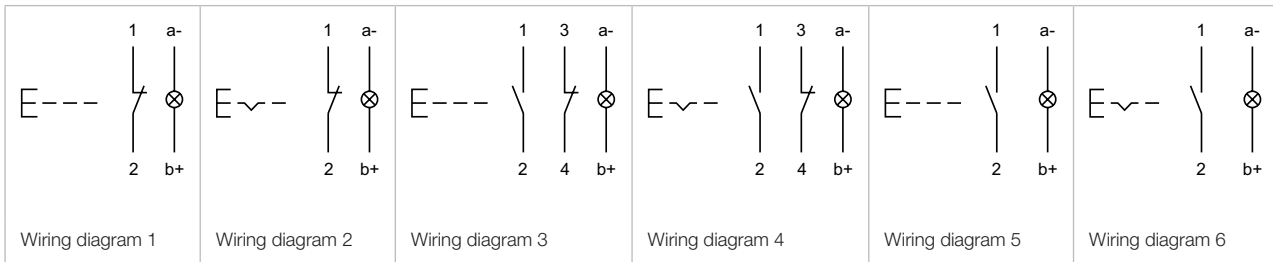 1 a-
2 b+
Wiring diagram 1
1 a-
2 b+
Wiring diagram 2
1 3 a-
2 4 b+
Wiring diagram 3
1 3 a-
2 4 b+
Wiring diagram 4
1 a-
2 b+
Wiring diagram 5
1 a-
2 b+
Wiring diagram 6